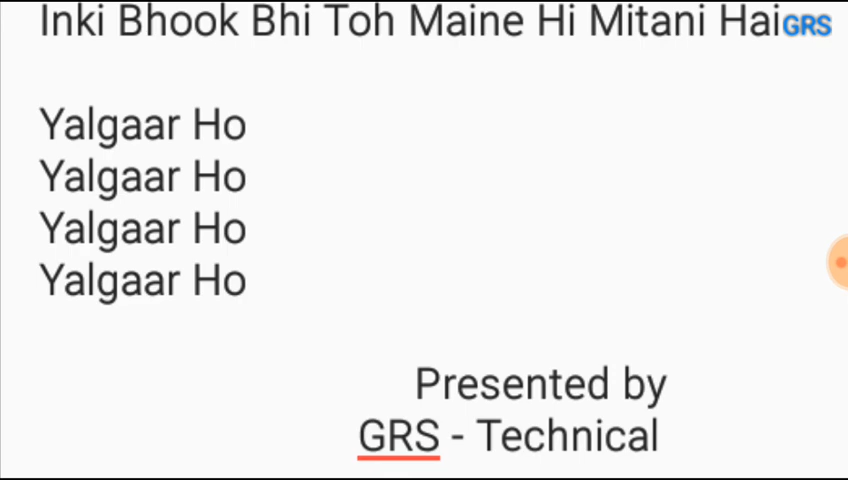 Inki Bhook Bhi Toh Maine Hi Mitani Hai GRS
Yalgaar Ho
Yalgaar Ho
Yalgaar Ho
Yalgaar Ho
Presented by
GRS - Technical